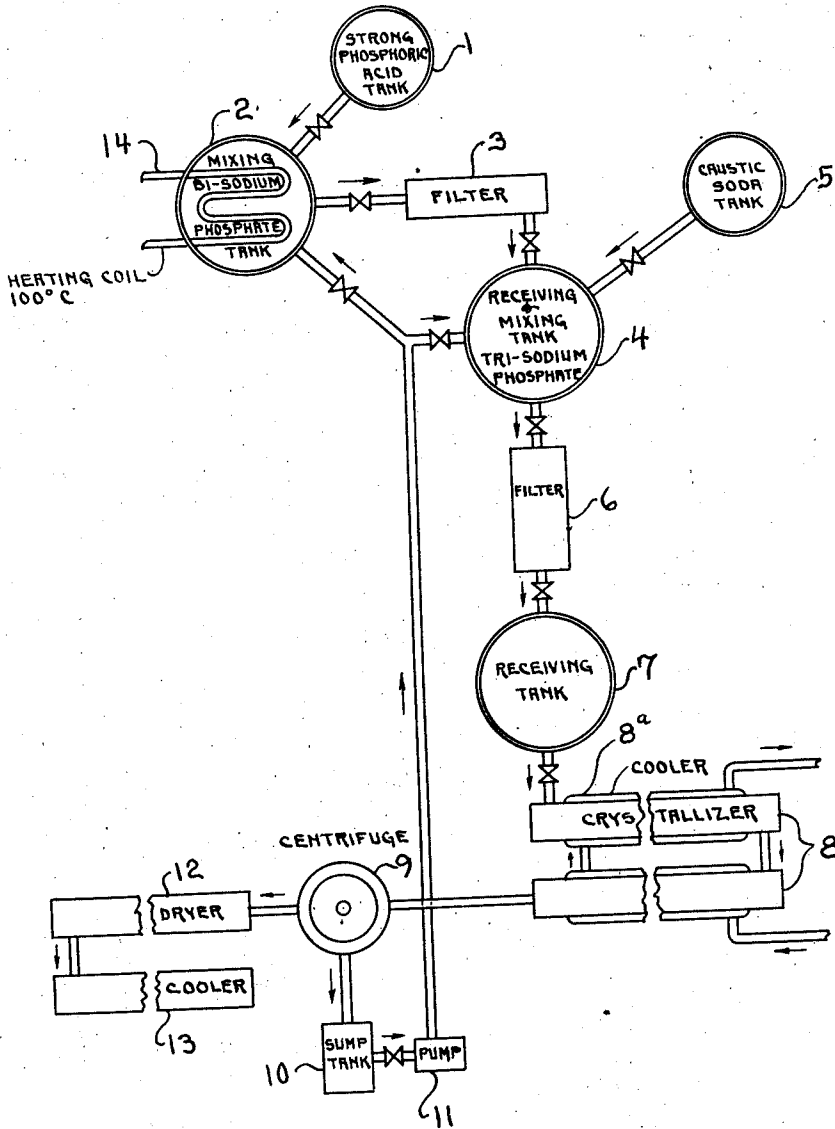 1
STRONG
PHOSPHORIC
ACID
TANK
2
14
MIXING
BI-SODIUM
PHOSPHATE
TANK
HEATING COIL
100°C
3
FILTER
CAUSTIC
SODA
TANK
5
RECEIVING
&
MIXING
TANK
TRI-SODIUM
PHOSPHATE
4
FILTER
6
RECEIVING
TANK
7
8a
COOLER
CRYSTALLIZER
8
CENTRIFUGE
9
12
DRYER
COOLER
13
SUMP
TANK
10
PUMP
11